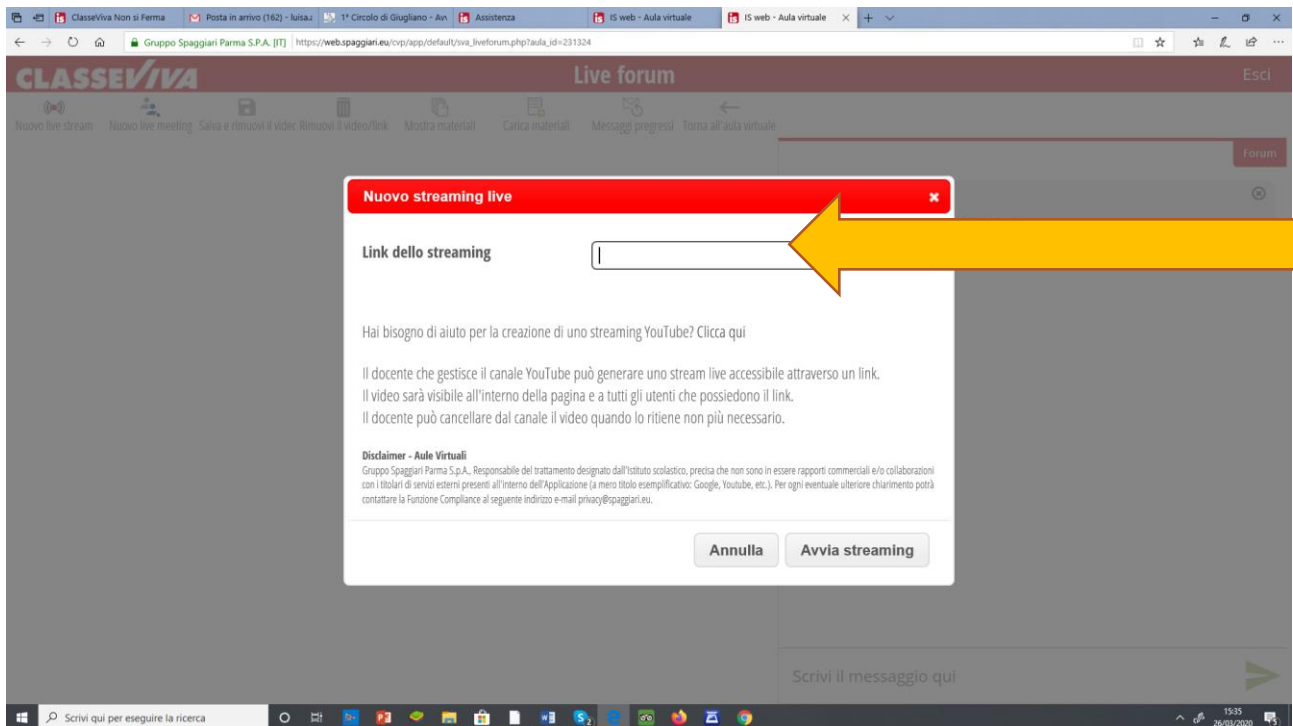 ClasseViva Non si Ferma
Posta in arrivo (162) - luisa.a
1° Circolo di Giugliano - Avv
Assistenza
IS web - Aula virtuale
IS web - Aula virtuale
Gruppo Spaggiari Parma S.P.A. [IT]
https://web.spaggiari.eu/cvp/app/default/sva_liveforum.php?aula_id=231324
CLASSEVIVA
Live forum
Esci
Nuovo live stream
Nuovo live meeting
Salva e rimuovi il video
Rimuovi il video/link
Mostra materiali
Carica materiali
Messaggi pregressi
Torna all'aula virtuale
Forum
Nuovo streaming live
Link dello streaming
Hai bisogno di aiuto per la creazione di uno streaming YouTube? Clicca qui
Il docente che gestisce il canale YouTube può generare uno stream live accessibile attraverso un link.
Il video sarà visibile all'interno della pagina e a tutti gli utenti che possiedono il link.
Il docente può cancellare dal canale il video quando lo ritiene non più necessario.
Disclaimer - Aule Virtuali
Gruppo Spaggiari Parma S.p.A., Responsabile del trattamento designato dall'Istituto scolastico, precisa che non sono in essere rapporti commerciali e/o collaborazioni
con i titolari di servizi esterni presenti all'interno dell'Applicazione (a mero titolo esemplificativo: Google, Youtube, etc.). Per ogni eventuale ulteriore chiarimento potrà
contattare la Funzione Compliance al seguente indirizzo e-mail privacy@spaggiari.eu.
Annulla
Avvia streaming
Scrivi il messaggio qui
Scrivi qui per eseguire la ricerca
15:35
26/03/2020